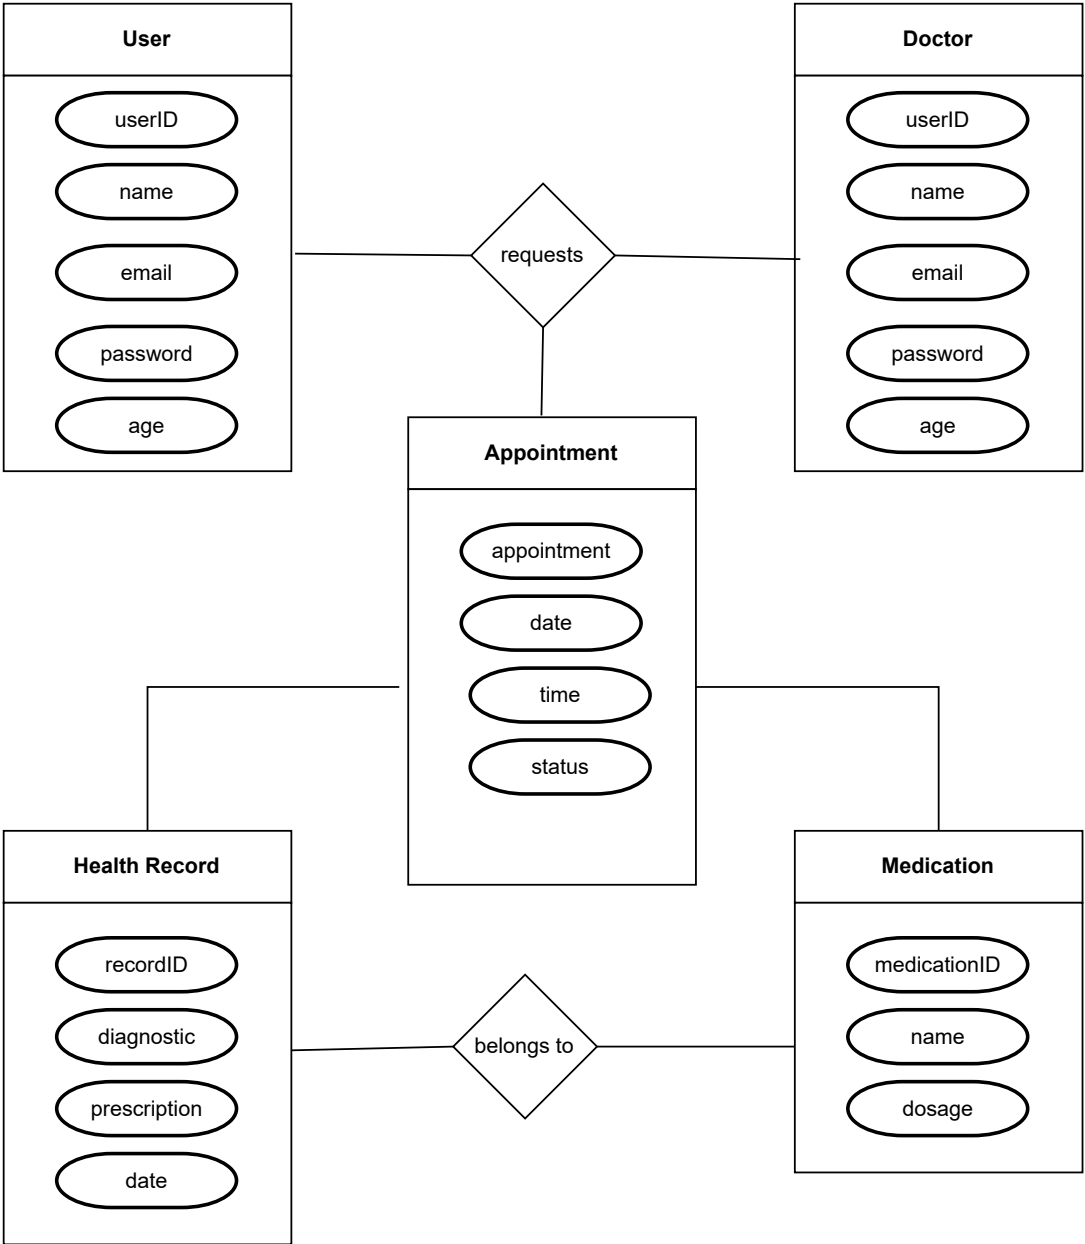 User
userID
name
email
password
age
Doctor
userID
name
email
password
age
requests
Appointment
appointment
date
time
status
Health Record
recordID
diagnostic
prescription
date
belongs to
Medication
medicationID
name
dosage